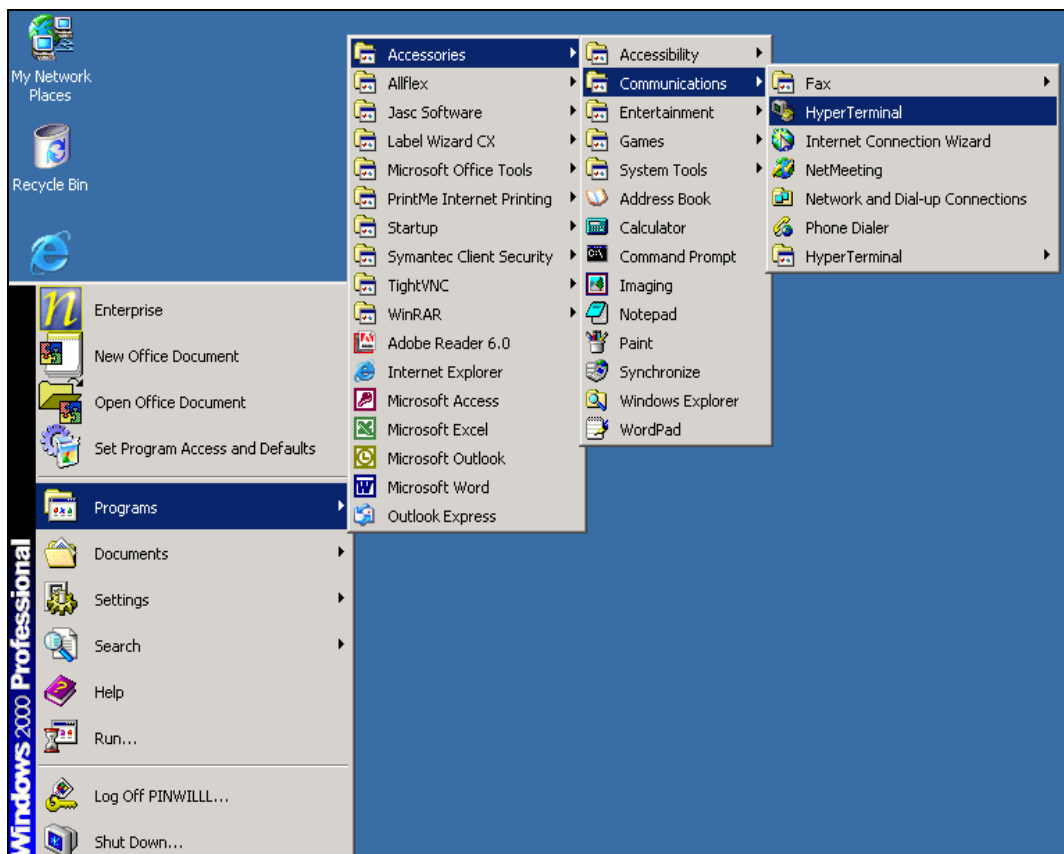 My Network
Places
Recycle Bin
Enterprise
New Office Document
Open Office Document
Set Program Access and Defaults
Programs
Documents
Settings
Search
Help
Run...
Log Off PINWILLL...
Shut Down...
Windows 2000 Professional
Accessories
Allflex
Jasc Software
Label Wizard CX
Microsoft Office Tools
PrintMe Internet Printing
Startup
Symantec Client Security
TightVNC
WinRAR
Adobe Reader 6.0
Internet Explorer
Microsoft Access
Microsoft Excel
Microsoft Outlook
Microsoft Word
Outlook Express
Accessibility
Communications
Entertainment
Games
System Tools
Address Book
Calculator
Command Prompt
Imaging
Notepad
Paint
Synchronize
Windows Explorer
WordPad
Fax
HyperTerminal
Internet Connection Wizard
NetMeeting
Network and Dial-up Connections
Phone Dialer
HyperTerminal